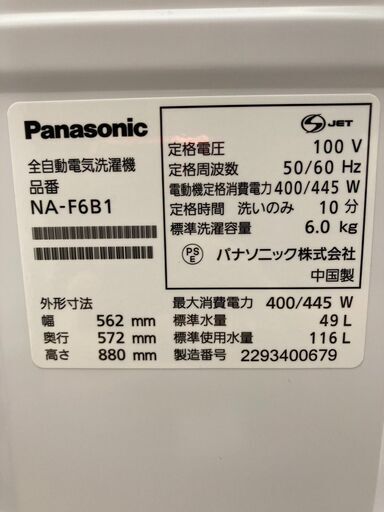 Panasonic
全自動電気洗濯機
品番
NA-F6B1
外形寸法
幅 562 mm
奥行 572 mm
高さ 880 mm
S JET
定格電圧 100 V
定格周波数 50/60 Hz
電動機定格消費電力 400/445 W
定格時間 洗いのみ 10 分
標準洗濯容量 6.0 kg
PS E パナソニック株式会社
中国製
最大消費電力 400/445 W
標準水量 49 L
標準使用水量 116 L
製造番号 2293400679